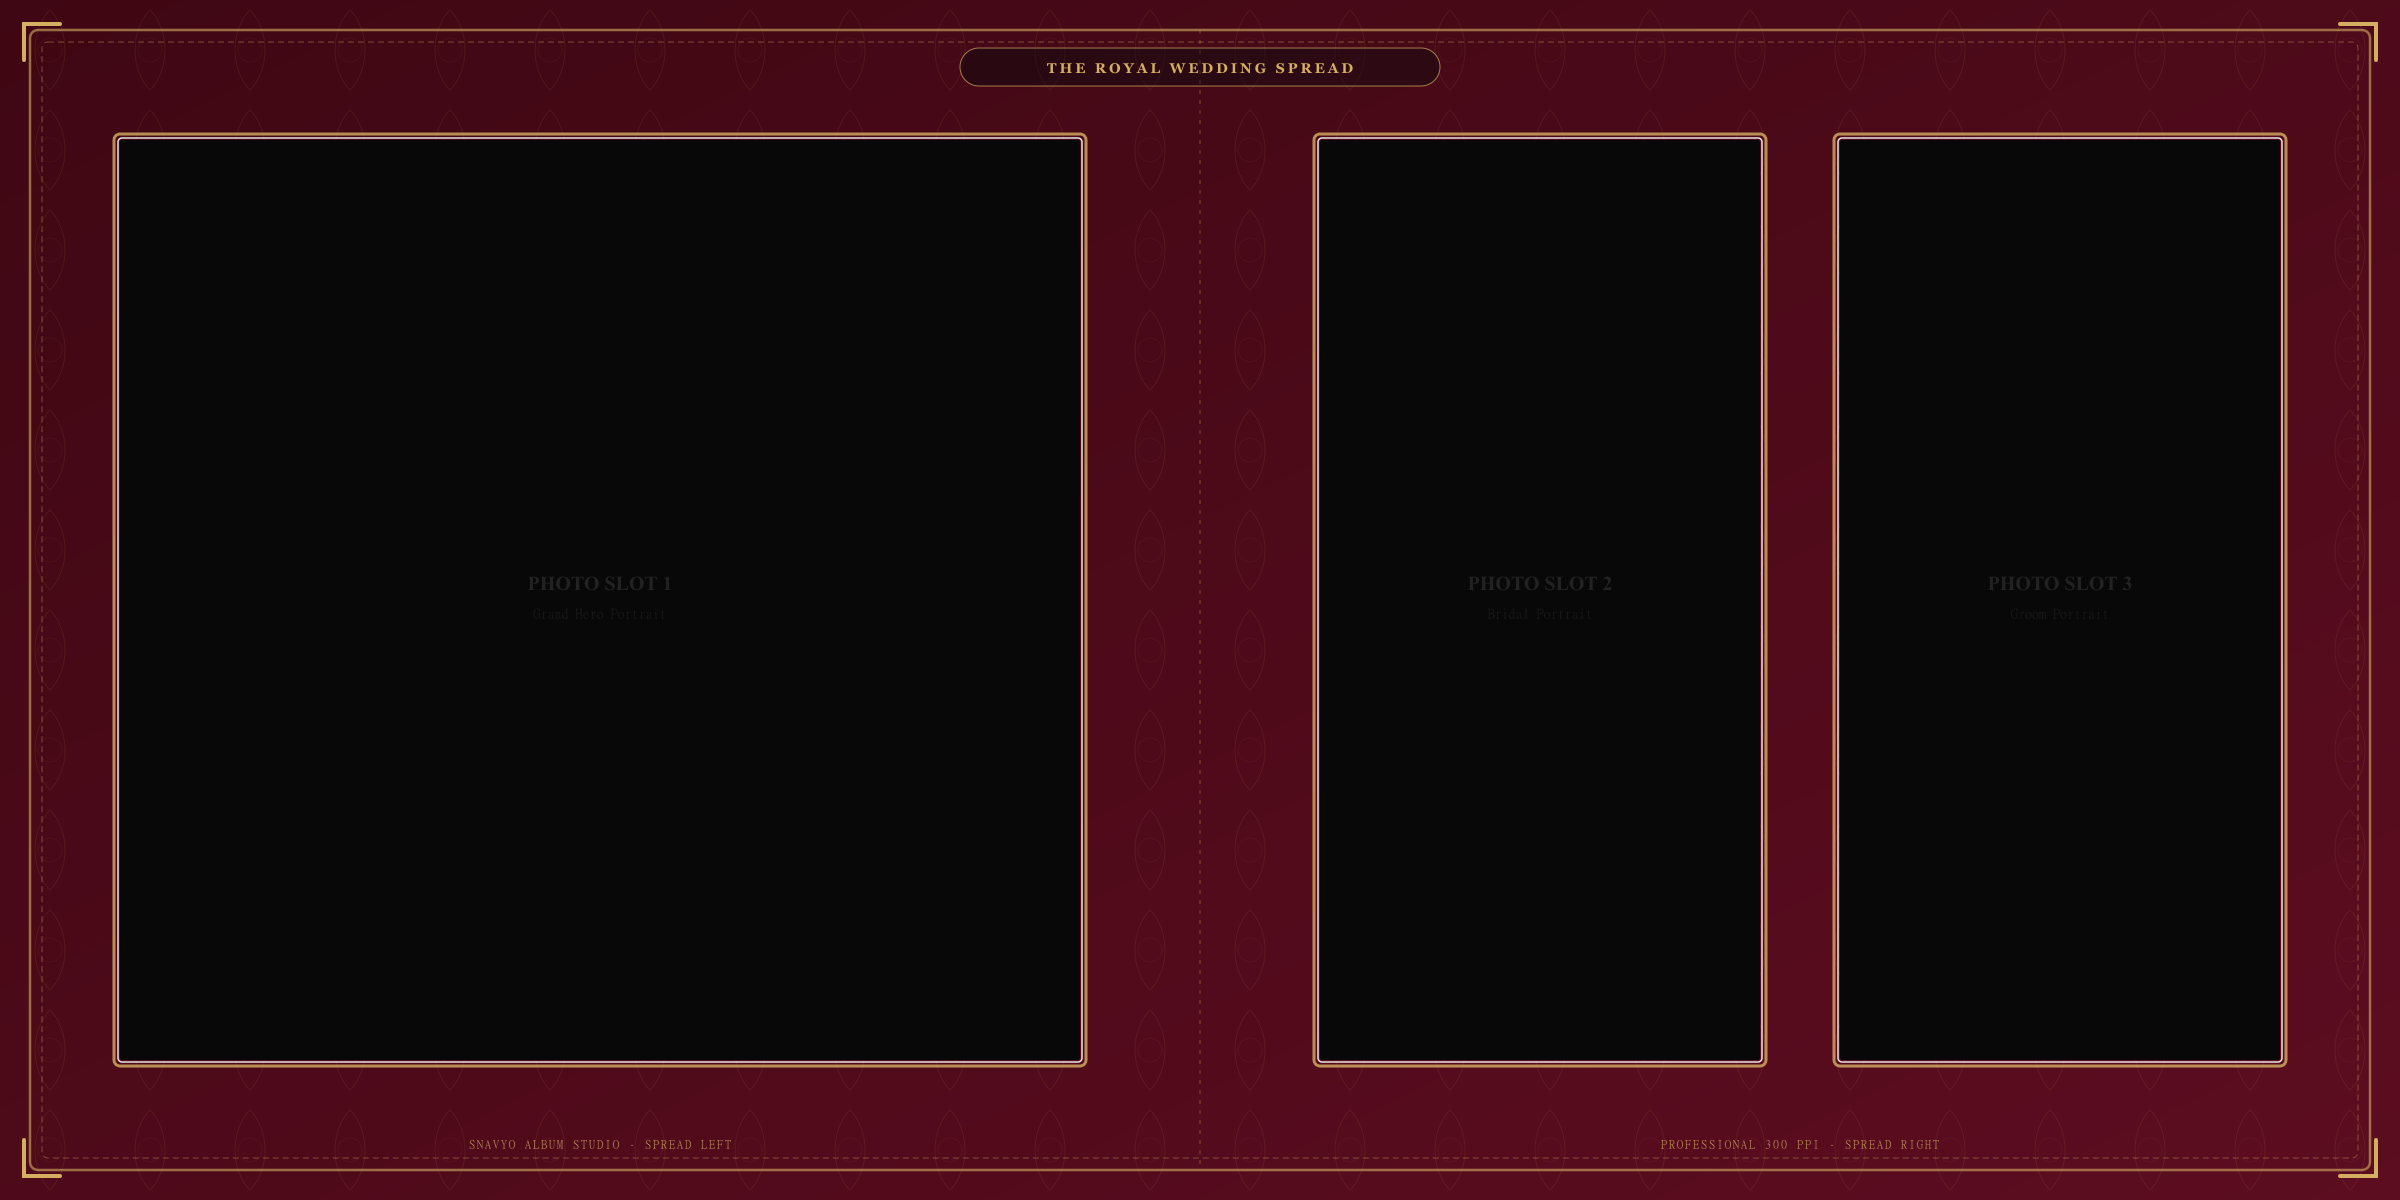 THE ROYAL WEDDING SPREAD
PHOTO SLOT 1
Grand Hero Portrait
PHOTO SLOT 2
Bridal Portrait
PHOTO SLOT 3
Groom Portrait
SNAVYO ALBUM STUDIO · SPREAD LEFT
PROFESSIONAL 300 PPI · SPREAD RIGHT